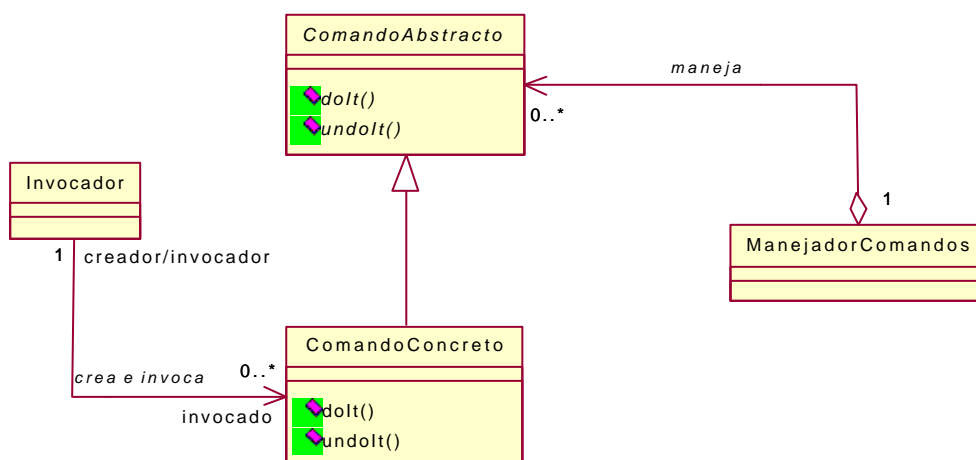 ComandoAbstracto
doIt()
undoIt()
maneja
0..*
1
ManejadorComandos
Invocador
1
creador/invocador
crea e invoca
0..*
invocado
ComandoConcreto
doIt()
undoIt()